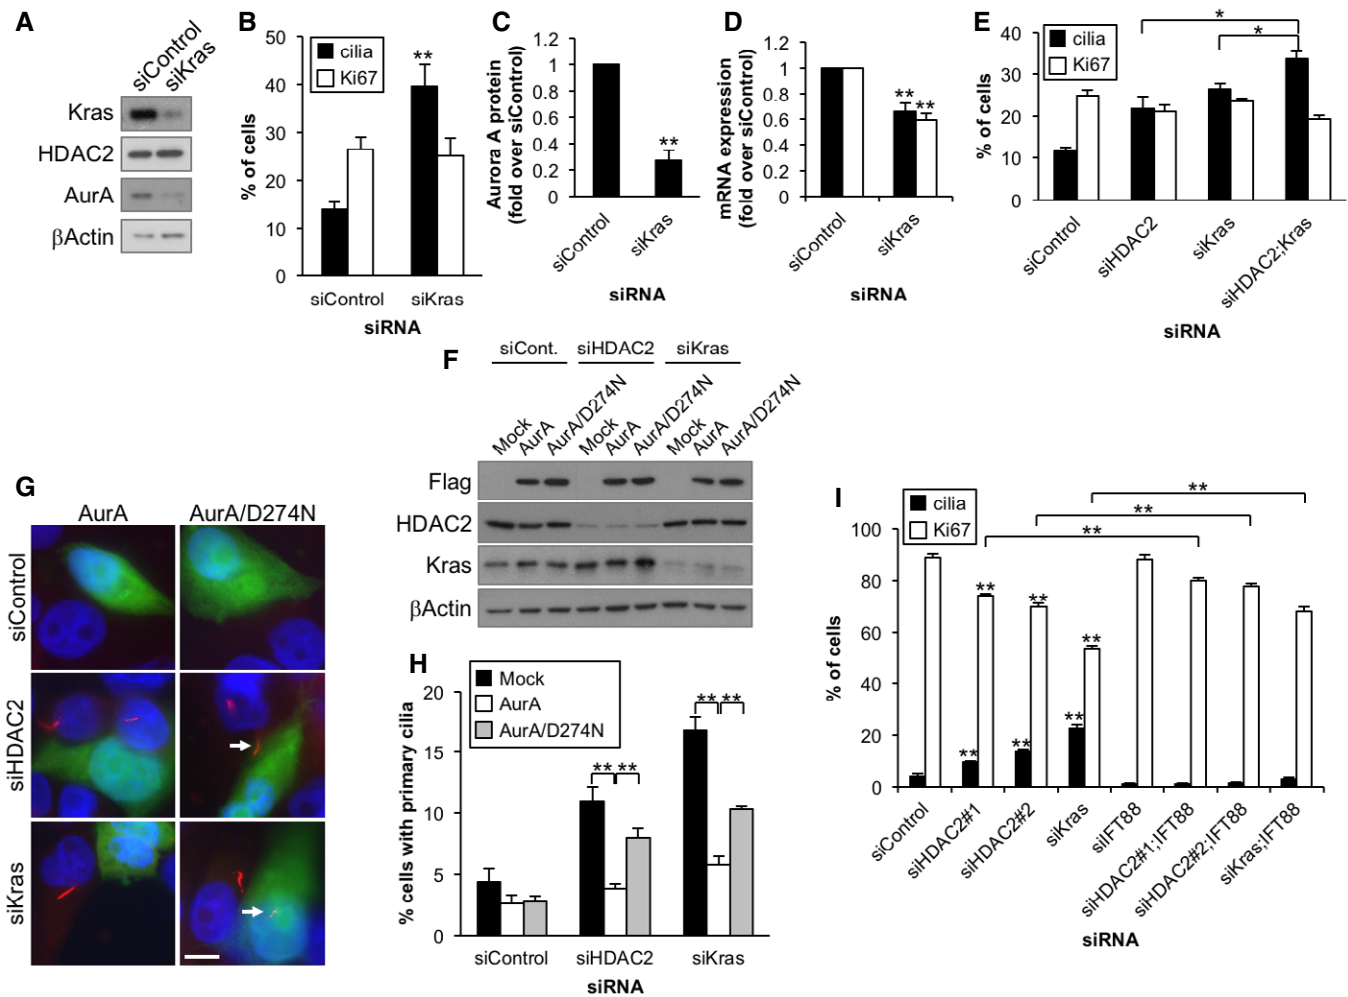 A
siControl
siKras
Kras
HDAC2
AurA
βActin
B
50
40
30
20
10
0
% of cells
cilia
Ki67
**
siControl
siKras
siRNA
C
1.2
1
0.8
0.6
0.4
0.2
0
Aurora A protein
(fold over siControl)
**
siControl
siKras
siRNA
D
1.2
1
0.8
0.6
0.4
0.2
0
mRNA expression
(fold over siControl)
**
**
siControl
siKras
siRNA
E
40
30
20
10
0
% of cells
cilia
Ki67
*
*
siControl
siHDAC2
siKras
siHDAC2;Kras
siRNA
F
siCont.
siHDAC2
siKras
Mock
AurA
AurA/D274N
Mock
AurA
AurA/D274N
Mock
AurA
AurA/D274N
Flag
HDAC2
Kras
βActin
G
AurA
AurA/D274N
siControl
siHDAC2
siKras
H
Mock
AurA
AurA/D274N
20
15
10
5
0
% cells with primary cilia
** **
** **
siControl
siHDAC2
siKras
siRNA
I
cilia
Ki67
100
80
60
40
20
0
% of cells
**
**
**
**
**
**
**
**
**
siControl
siHDAC2#1
siHDAC2#2
siKras
siIFT88
siHDAC2#1;IFT88
siHDAC2#2;IFT88
siKras;IFT88
siRNA